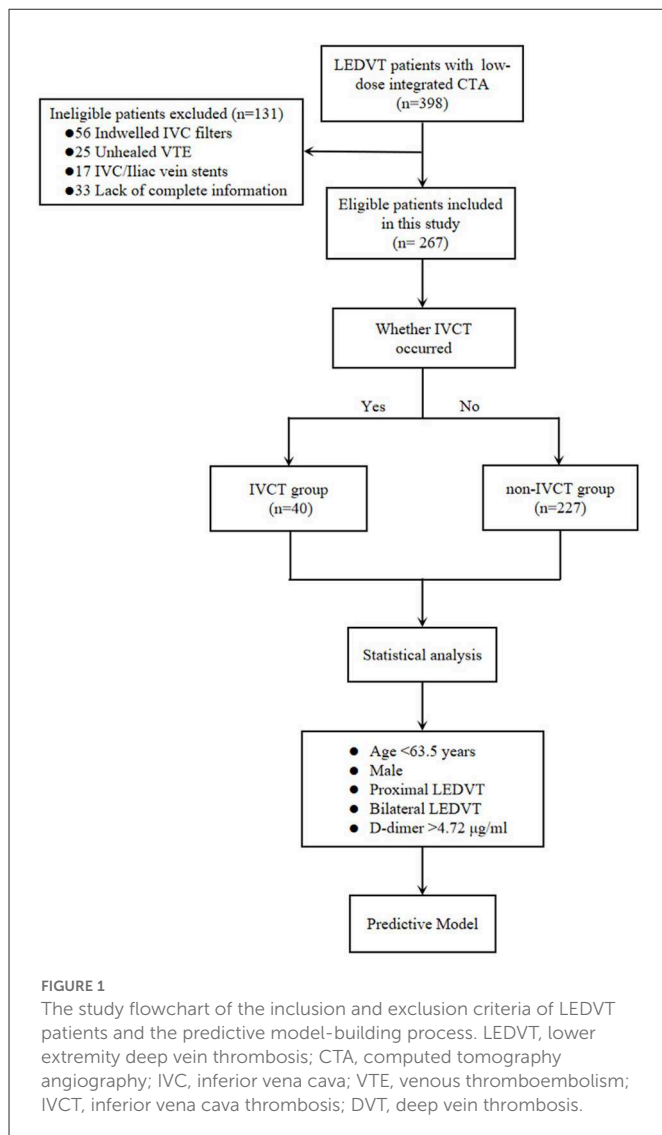 LEDVT patients with low-
dose integrated CTA
(n=398)
Ineligible patients excluded (n=131)
●56 Indwelled IVC filters
●25 Unhealed VTE
●17 IVC/Iliac vein stents
●33 Lack of complete information
Eligible patients included
in this study
(n= 267)
Whether IVCT
occurred
Yes No
IVCT group
(n=40)
non-IVCT group
(n=227)
Statistical analysis
● Age <63.5 years
● Male
● Proximal LEDVT
● Bilateral LEDVT
● D-dimer >4.72 μg/ml
Predictive Model
FIGURE 1
The study flowchart of the inclusion and exclusion criteria of LEDVT
patients and the predictive model-building process. LEDVT, lower
extremity deep vein thrombosis; CTA, computed tomography
angiography; IVC, inferior vena cava; VTE, venous thromboembolism;
IVCT, inferior vena cava thrombosis; DVT, deep vein thrombosis.